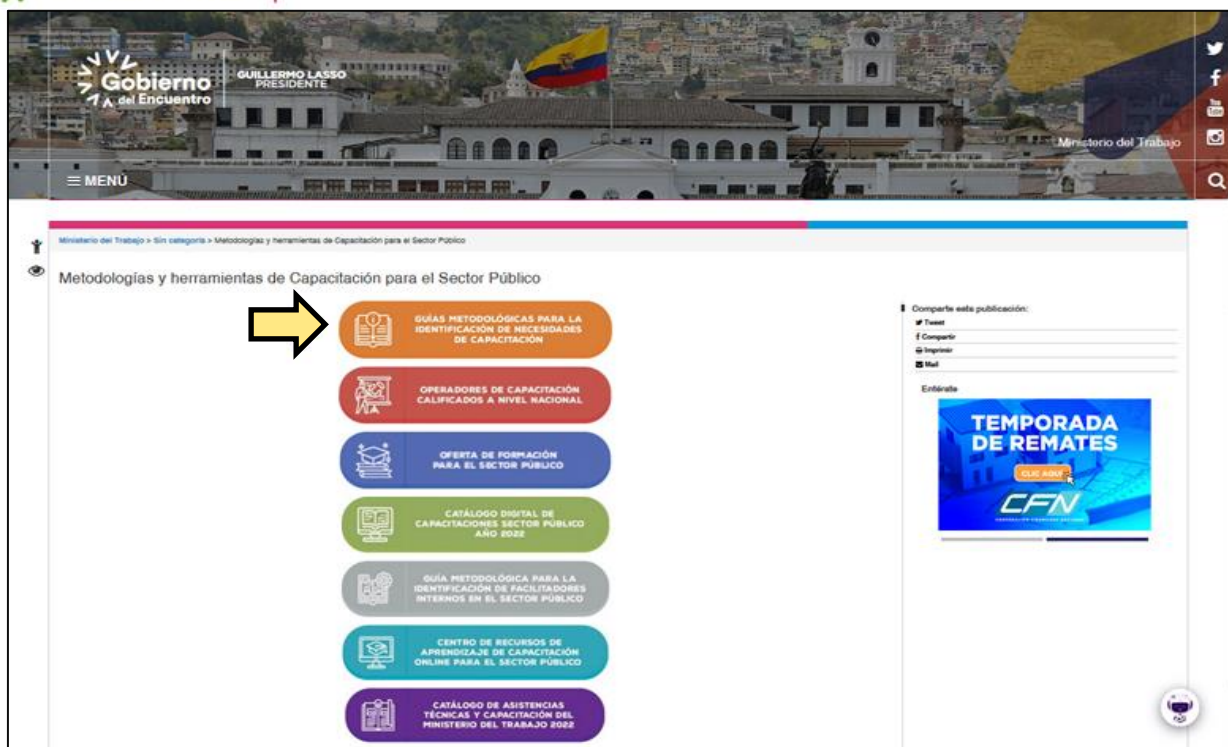 Gobierno
del Encuentro
GUILLERMO LASSO
PRESIDENTE
Ministerio del Trabajo
You
Tube
☰ MENÚ
Ministerio del Trabajo > Sin categoría > Metodologías y herramientas de Capacitación para el Sector Público
Metodologías y herramientas de Capacitación para el Sector Público
GUÍAS METODOLÓGICAS PARA LA
IDENTIFICACIÓN DE NECESIDADES
DE CAPACITACIÓN
OPERADORES DE CAPACITACIÓN
CALIFICADOS A NIVEL NACIONAL
OFERTA DE FORMACIÓN
PARA EL SECTOR PÚBLICO
CATÁLOGO DIGITAL DE
CAPACITACIONES SECTOR PÚBLICO
AÑO 2022
GUÍA METODOLÓGICA PARA LA
IDENTIFICACIÓN DE FACILITADORES
INTERNOS EN EL SECTOR PÚBLICO
CENTRO DE RECURSOS DE
APRENDIZAJE DE CAPACITACIÓN
ONLINE PARA EL SECTOR PÚBLICO
CATÁLOGO DE ASISTENCIAS
TÉCNICAS Y CAPACITACIÓN DEL
MINISTERIO DEL TRABAJO 2022
Comparte esta publicación:
Tweet
Compartir
Imprimir
Mail
Entérate
TEMPORADA
DE REMATES
CLIC AQUÍ
CFN
CORPORACIÓN FINANCIERA NACIONAL